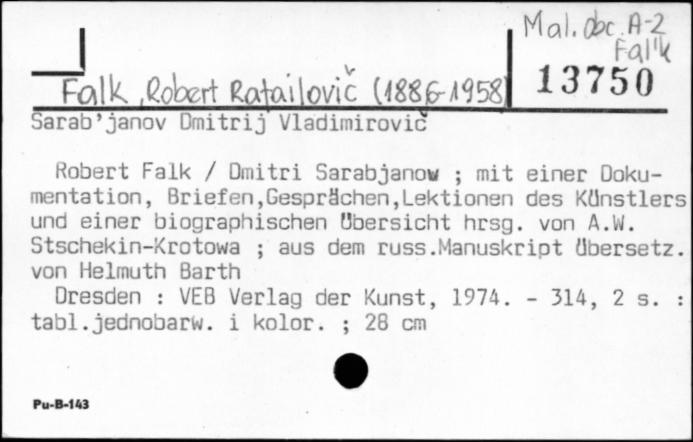 Mal. obc. A-2
Falk
13750
Falk, Robert Rafailovič (1886-1958)
Sarab'janov Dmitrij Vladimirovič
Robert Falk / Dmitri Sarabjanow ; mit einer Doku-
mentation, Briefen,Gesprächen,Lektionen des Künstlers
und einer biographischen Übersicht hrsg. von A.W.
Stschekin-Krotowa ; aus dem russ.Manuskript übersetz.
von Helmuth Barth
Dresden : VEB Verlag der Kunst, 1974. - 314, 2 s. :
tabl.jednobarw. i kolor. ; 28 cm
Pu-B-143